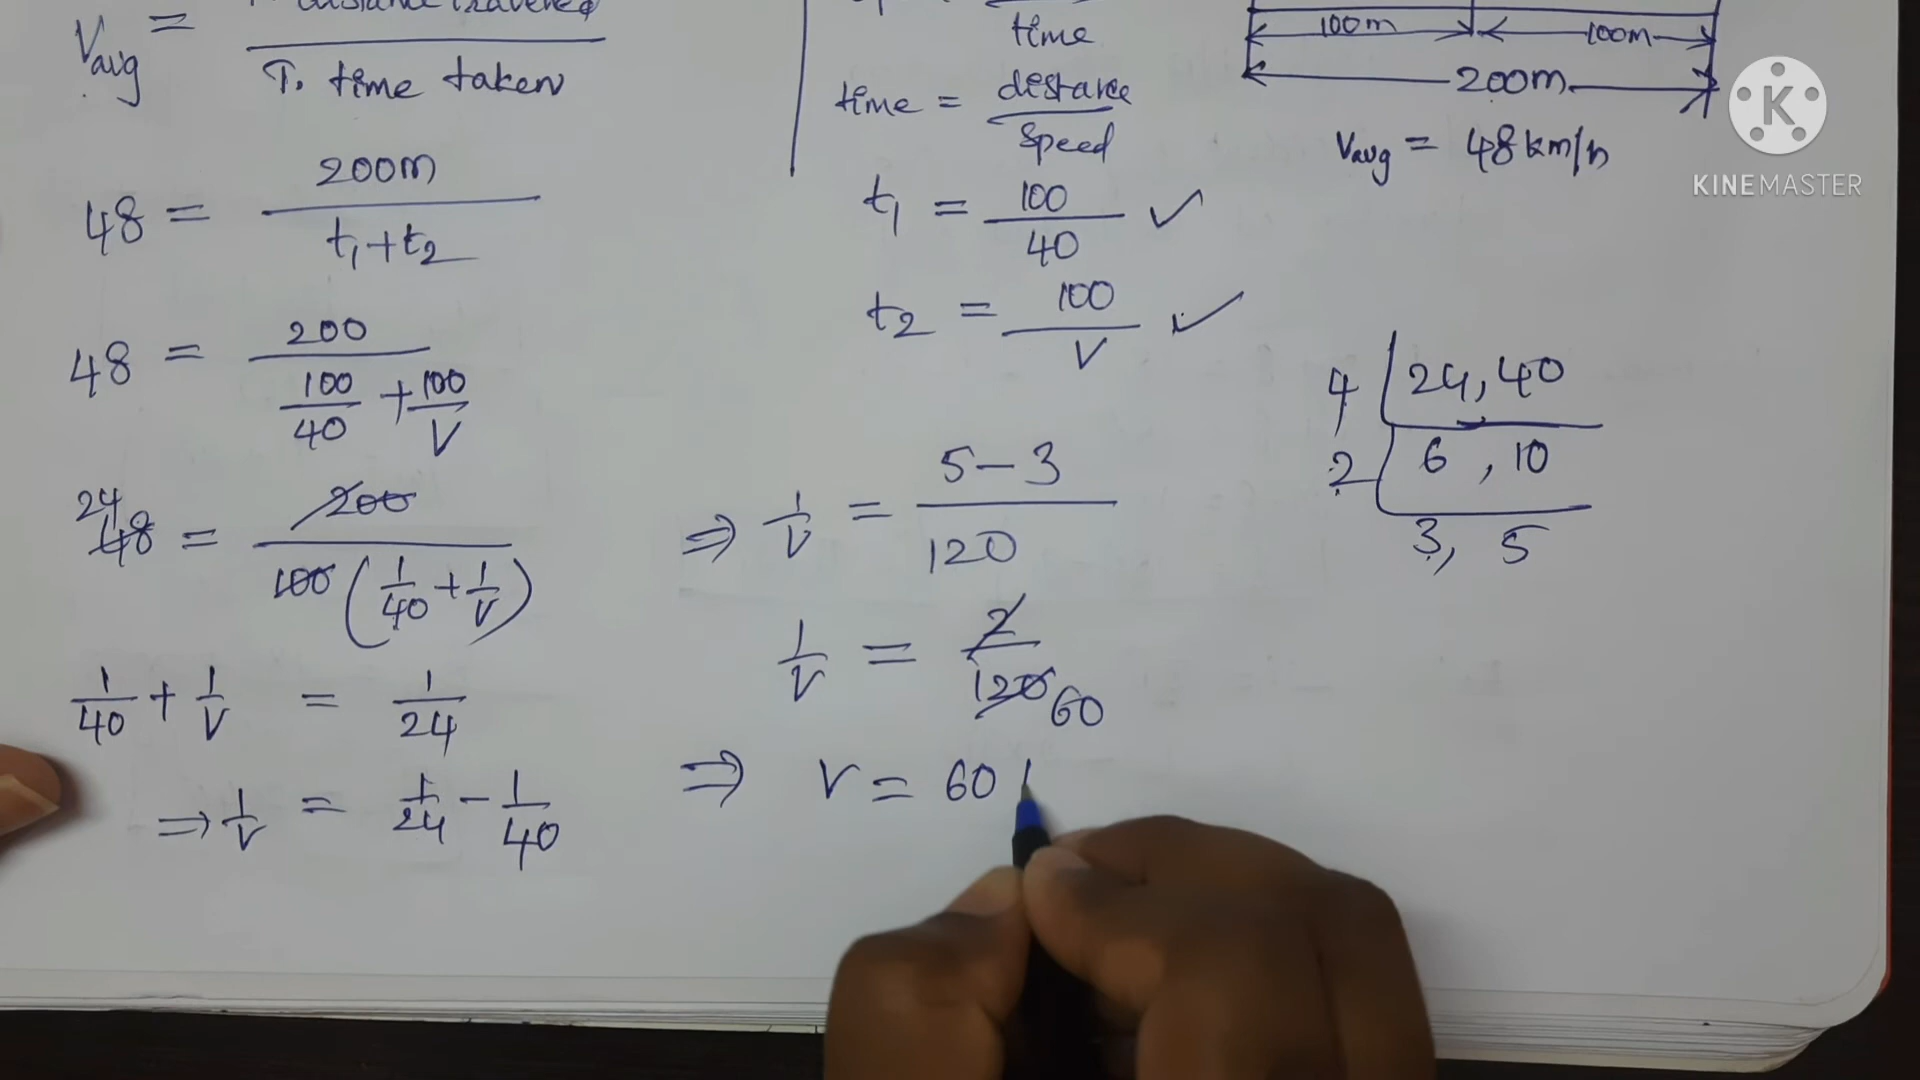 Vavg =
T. time taken
48 = 200m / t1+t2
48 = 200 / 100/40 + 100/V
24 48 = 200 / 100 (1/40 + 1/V)
1/40 + 1/V = 1/24
⇒ 1/V = 1/24 - 1/40
time
time = distance / Speed
t1 = 100/40 ✓
t2 = 100/V ✓
⇒ 1/V = 5-3 / 120
1/V = 2/120 60
⇒ V = 60
100m 100m
200m
Vavg = 48 km/h
4 | 24, 40
2 | 6, 10
3, 5
K
KINEMASTER